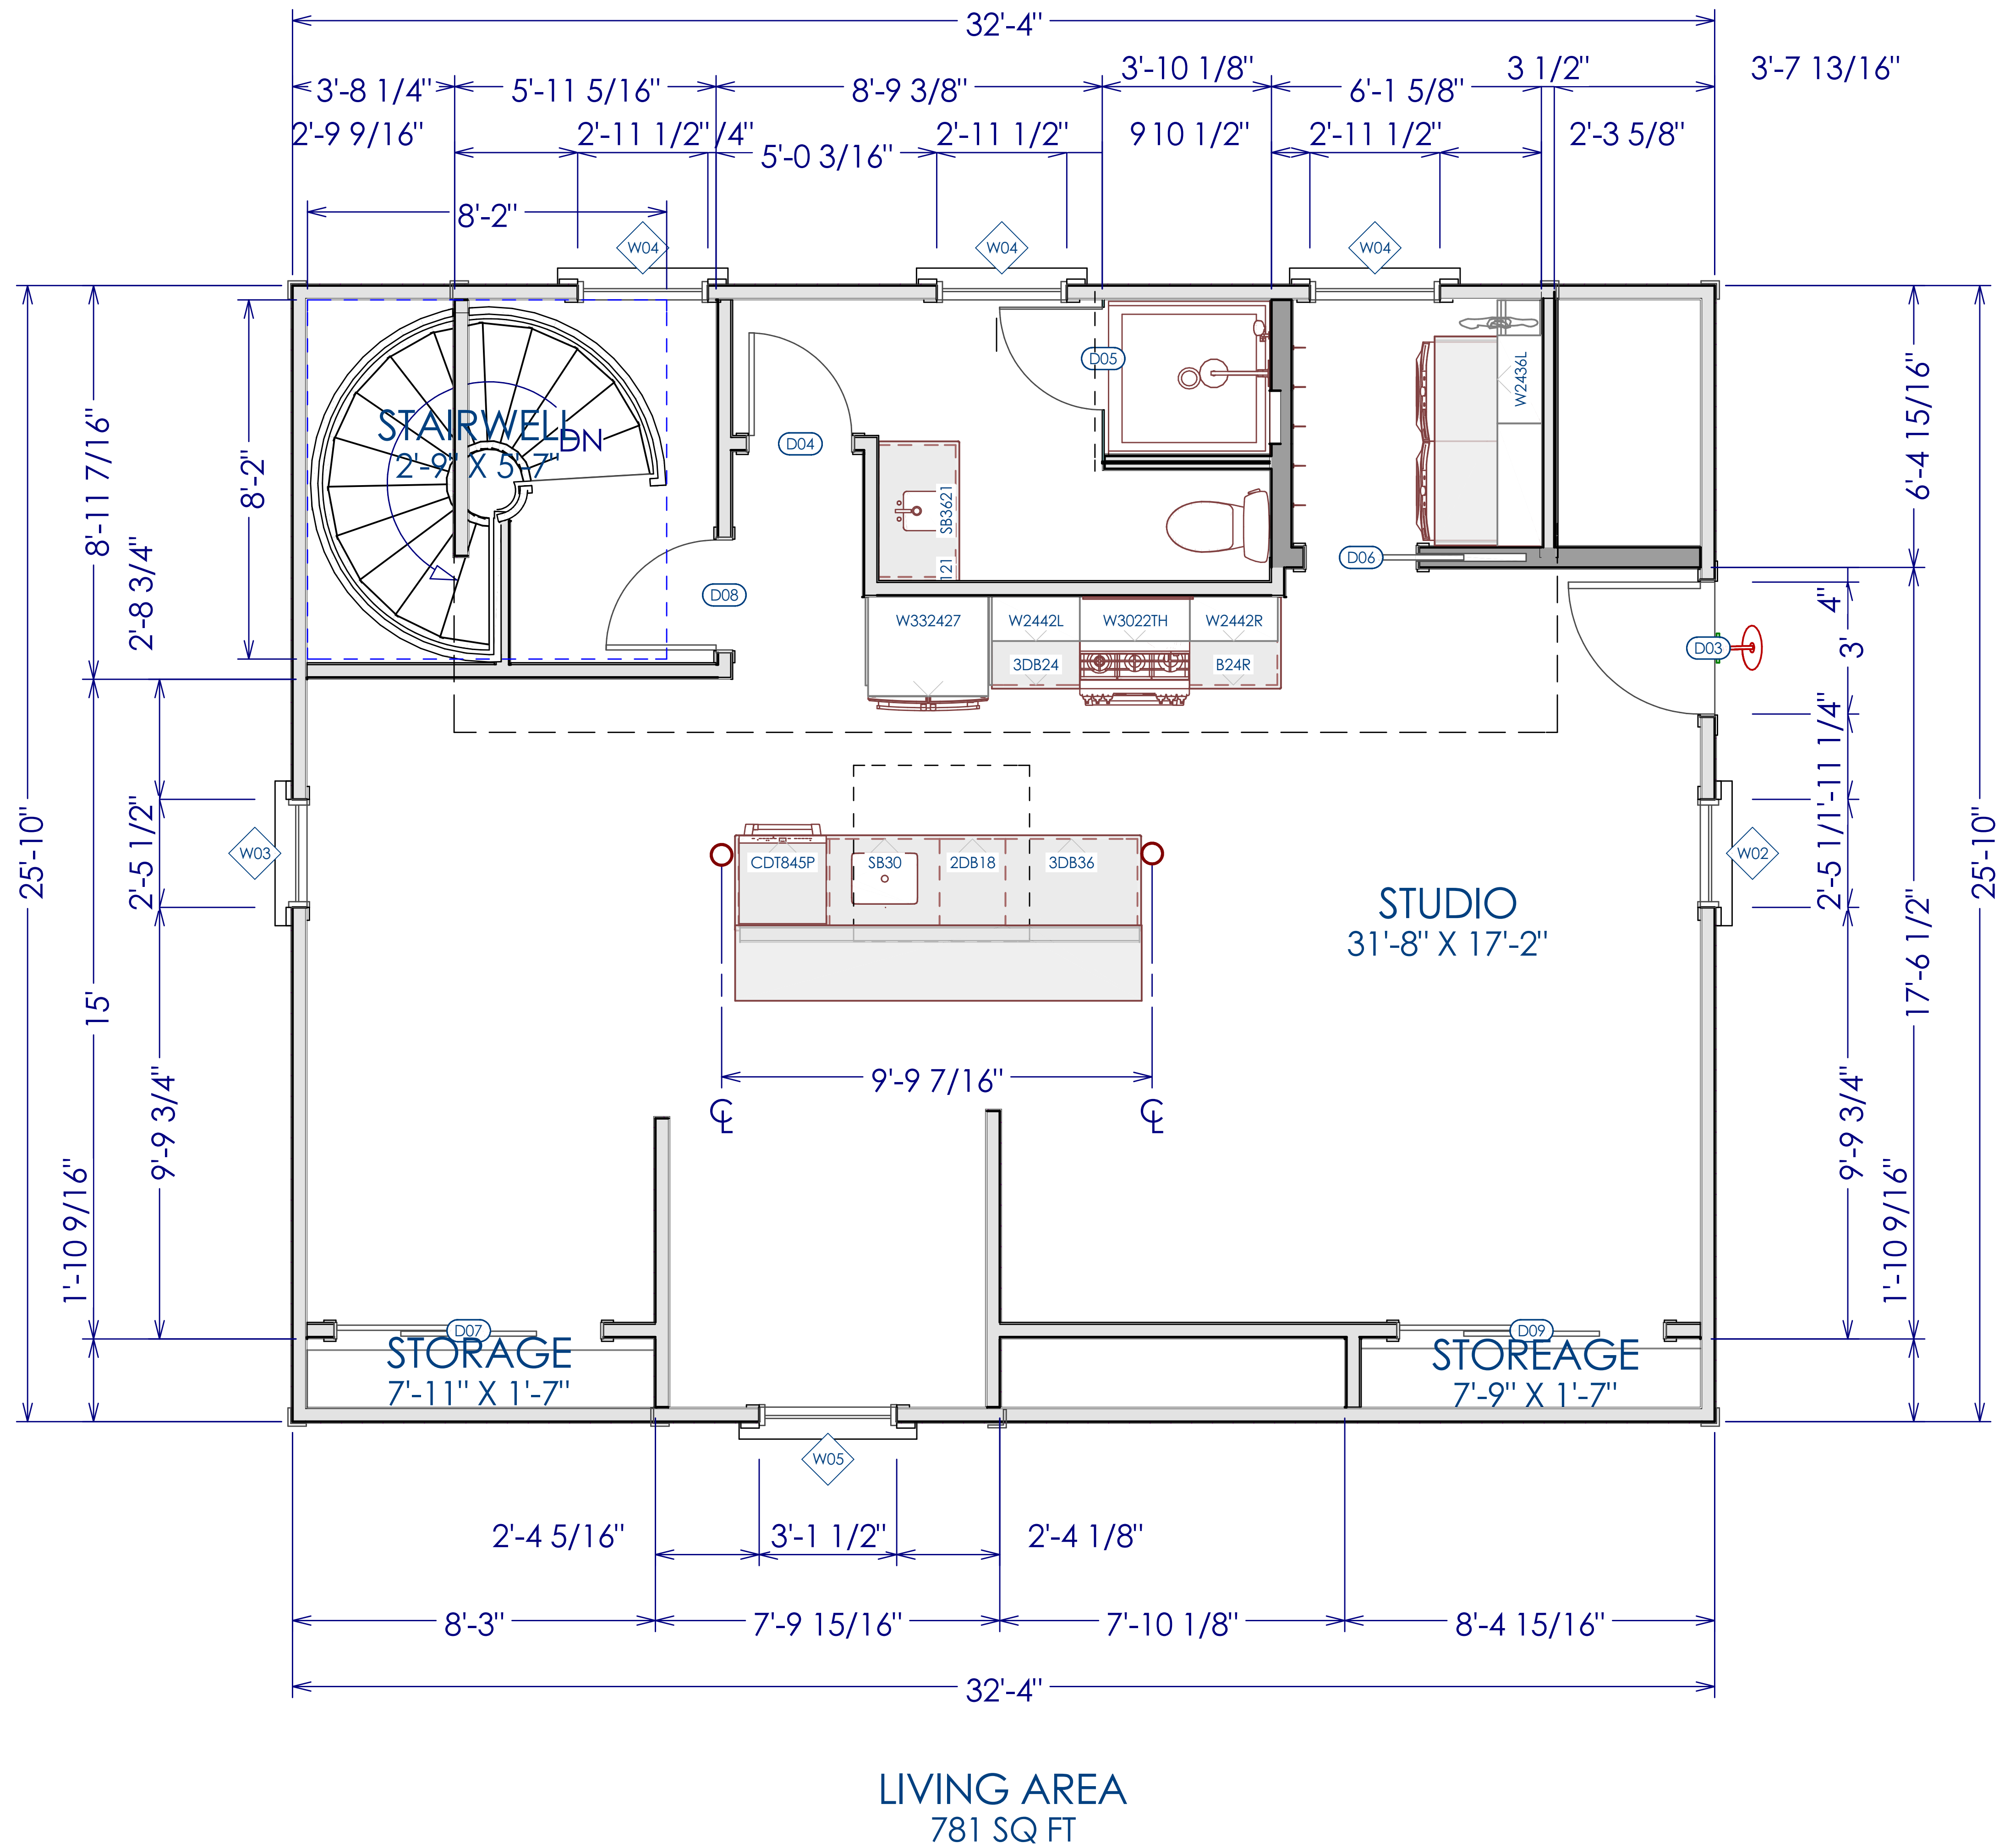 32'-4"
3'-8 1/4"
5'-11 5/16"
8'-9 3/8"
3'-10 1/8"
6'-1 5/8"
3 1/2"
3'-7 13/16"
2'-9 9/16"
2'-11 1/2"
/4"
5'-0 3/16"
2'-11 1/2"
10 1/2"
2'-11 1/2"
2'-3 5/8"
8'-2"
W04
W04
W04
D05
W2436L
STAIRWELL
DN
2'-9" X 5'-7"
D04
SB3621
121
D06
D08
D03
8'-11 7/16"
8'-2"
2'-8 3/4"
6'-4 15/16"
4"
3'
W332427
W2442L
W3022TH
W2442R
3DB24
B24R
25'-10"
2'-5 1/2"
W03
CDT845P
SB30
2DB18
3DB36
W02
1'-11 1/4"
2'-5 1/
17'-6 1/2"
25'-10"
STUDIO
31'-8" X 17'-2"
15'
9'-9 3/4"
1'-10 9/16"
9'-9 7/16"
℄
℄
9'-9 3/4"
1'-10 9/16"
D07
STORAGE
7'-11" X 1'-7"
D09
STOREAGE
7'-9" X 1'-7"
W05
2'-4 5/16"
3'-1 1/2"
2'-4 1/8"
8'-3"
7'-9 15/16"
7'-10 1/8"
8'-4 15/16"
32'-4"
LIVING AREA
781 SQ FT